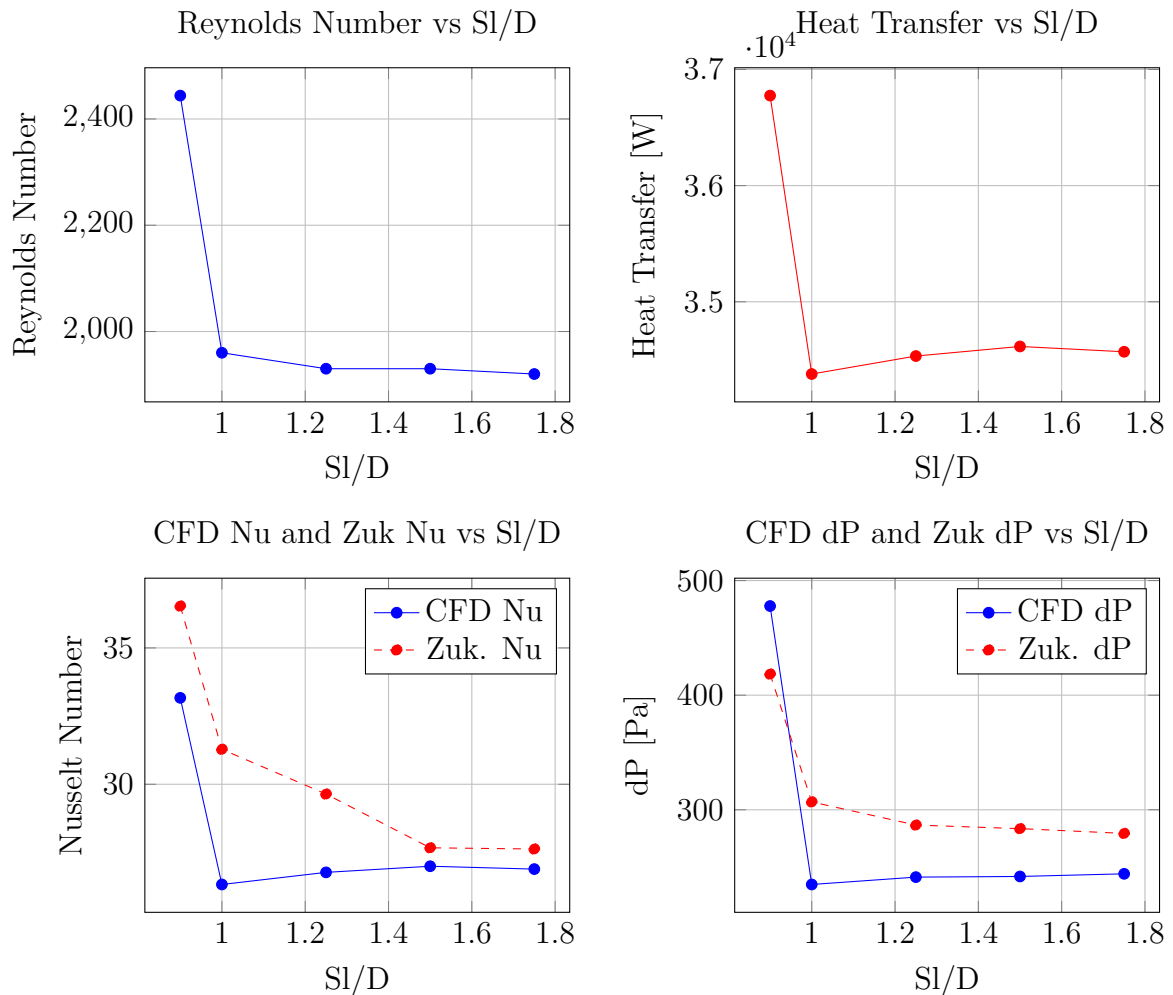 Reynolds Number vs Sl/D
Reynolds Number
2,400
2,200
2,000
1
1.2
1.4
1.6
1.8
Sl/D
Heat Transfer vs Sl/D
·10⁴
Heat Transfer [W]
3.7
3.6
3.5
1
1.2
1.4
1.6
1.8
Sl/D
CFD Nu and Zuk Nu vs Sl/D
Nusselt Number
35
30
CFD Nu
Zuk. Nu
1
1.2
1.4
1.6
1.8
Sl/D
CFD dP and Zuk dP vs Sl/D
dP [Pa]
500
400
300
CFD dP
Zuk. dP
1
1.2
1.4
1.6
1.8
Sl/D